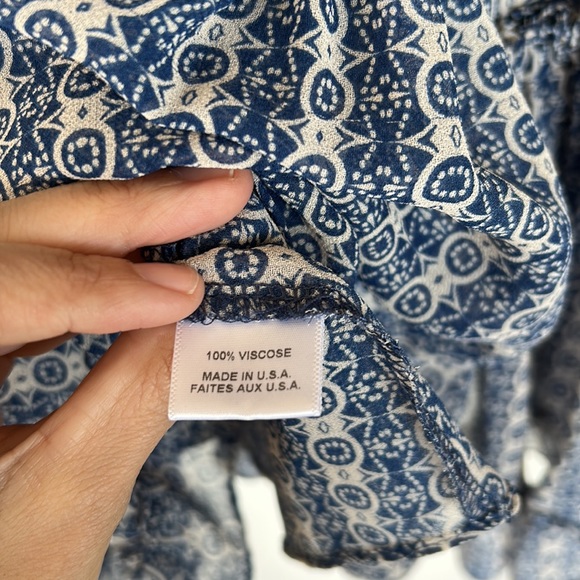 100% VISCOSE
MADE IN U.S.A.
FAITES AUX U.S.A.